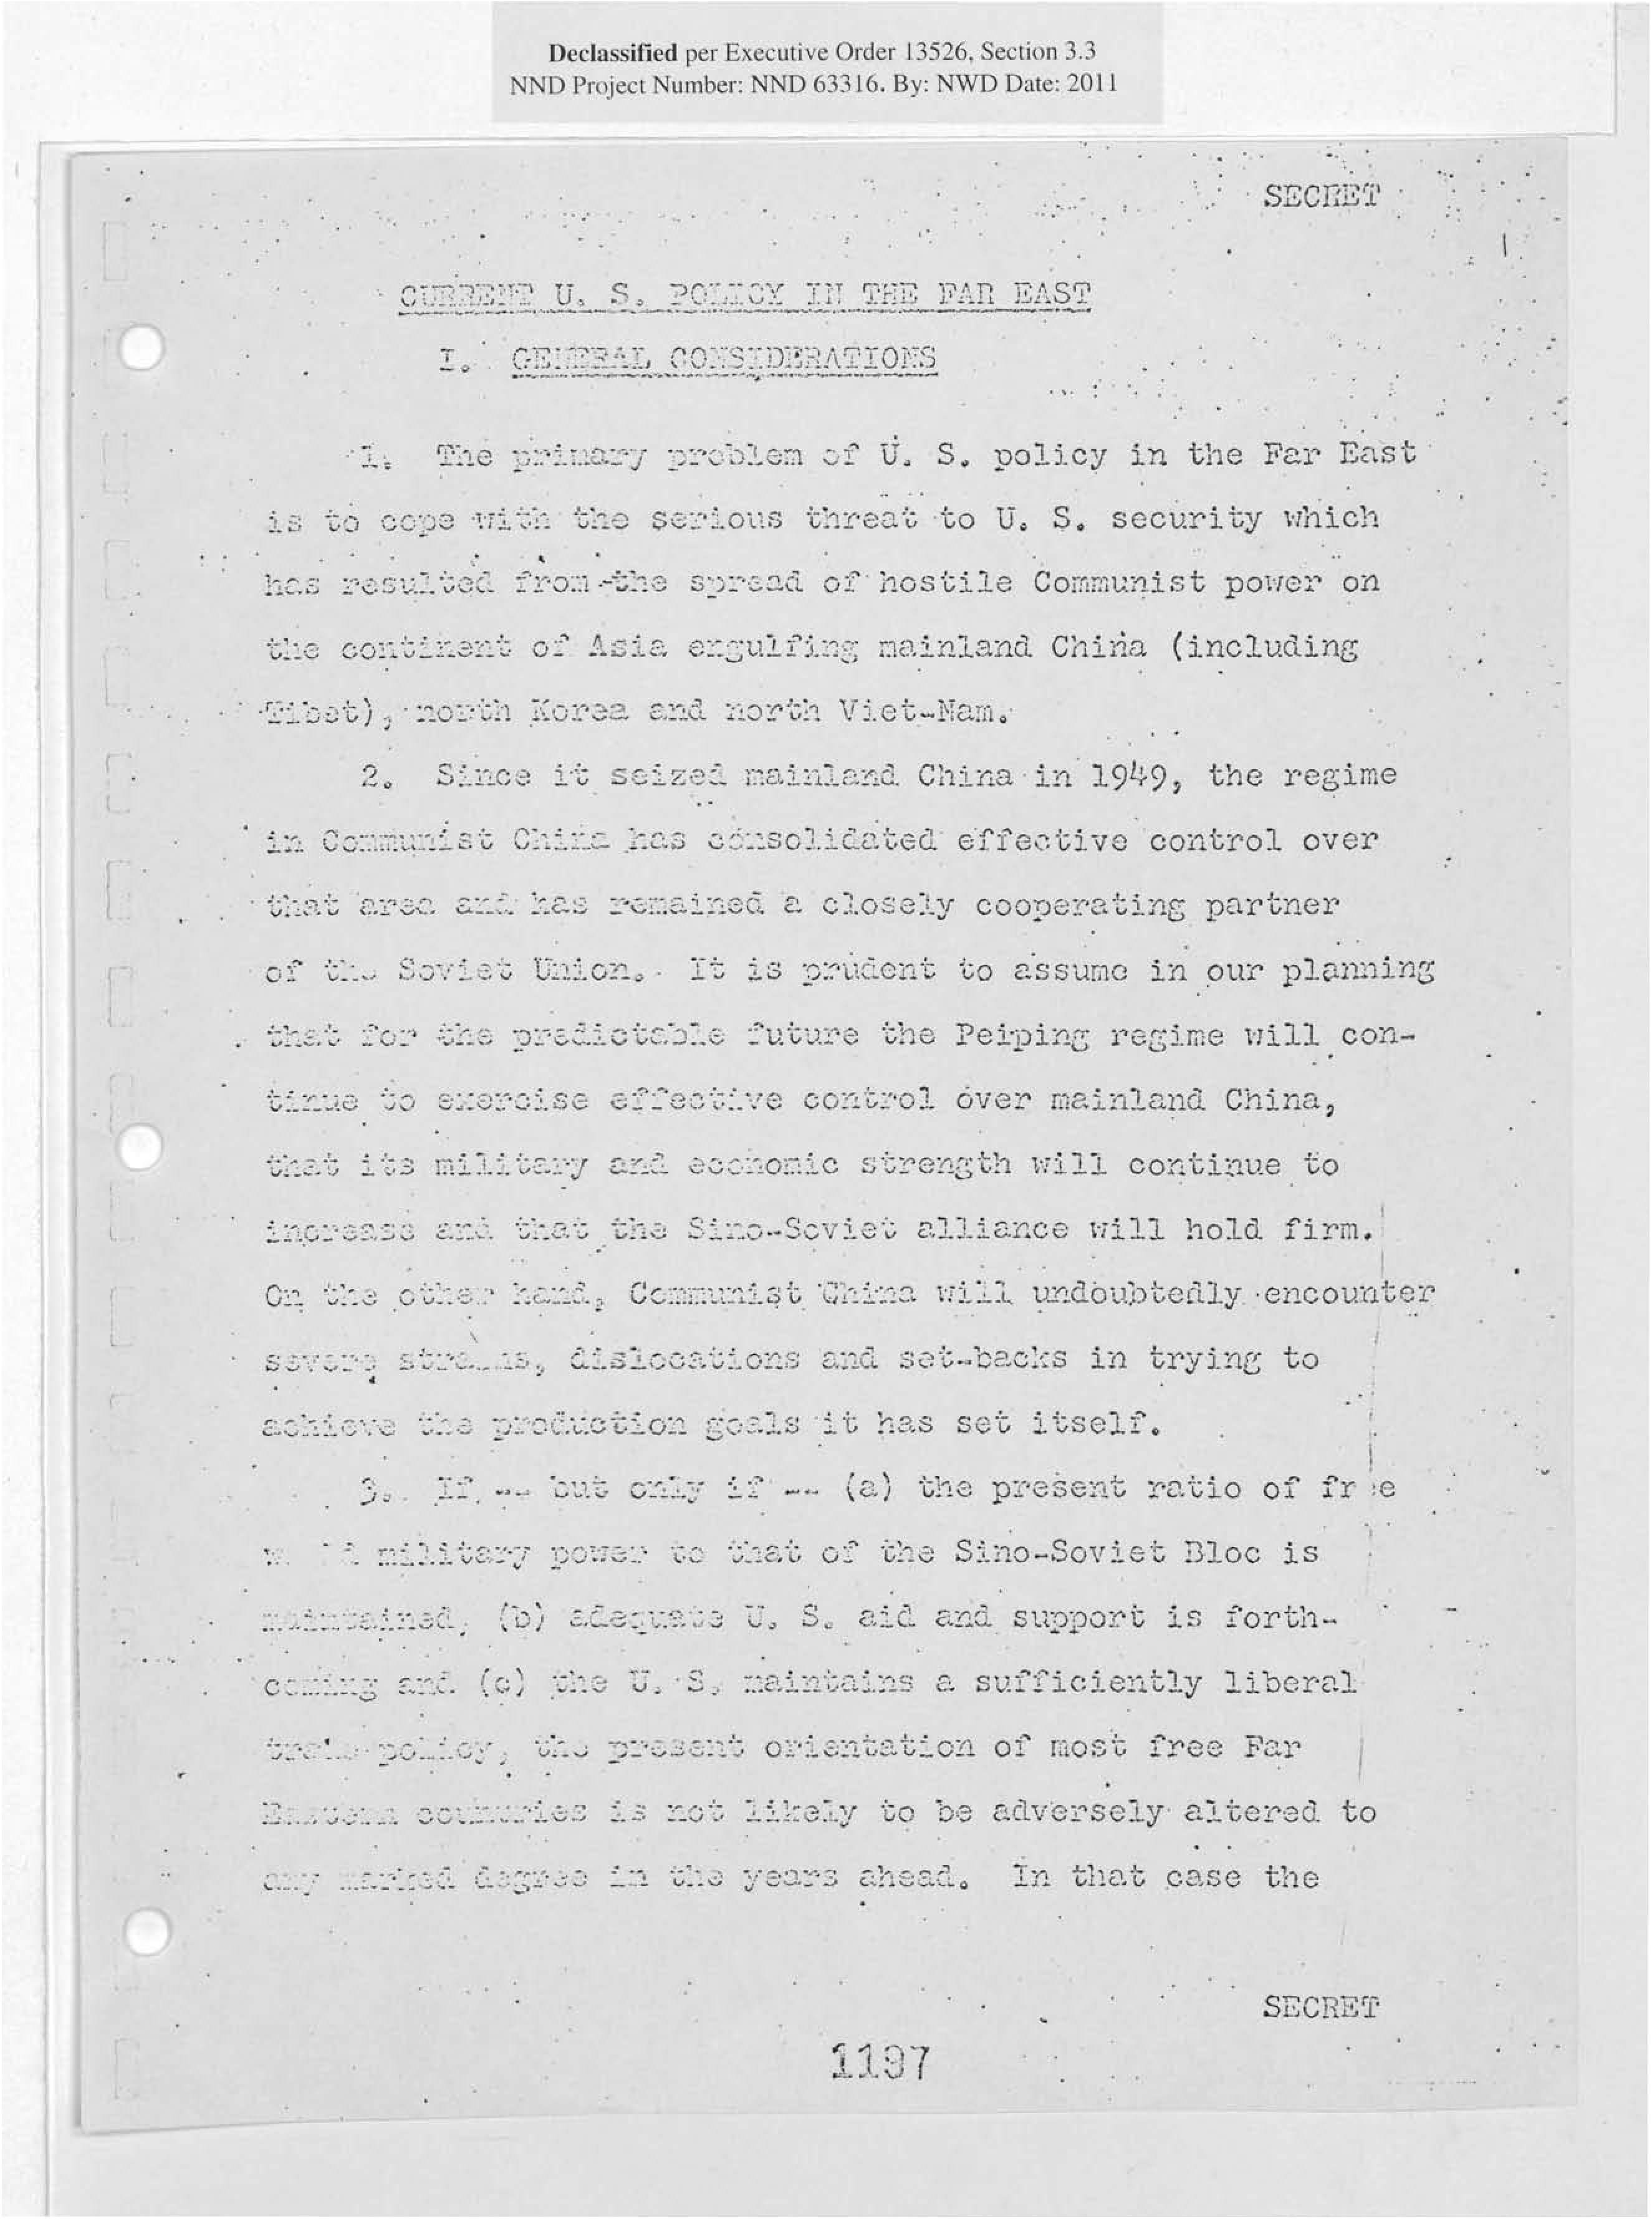 Declassified per Executive Order 13526, Section 3.3
NND Project Number: NND 63316. By: NWD Date: 2011
SECRET
CURRENT U. S. POLICY IN THE FAR EAST
I. GENERAL CONSIDERATIONS
1. The primary problem of U. S. policy in the Far East
is to cope with the serious threat to U. S. security which
has resulted from the spread of hostile Communist power on
the continent of Asia engulfing mainland China (including
Tibet), north Korea and north Viet-Nam.
2. Since it seized mainland China in 1949, the regime
in Communist China has consolidated effective control over
that area and has remained a closely cooperating partner
of the Soviet Union. It is prudent to assume in our planning
that for the predictable future the Peiping regime will con-
tinue to exercise effective control over mainland China,
that its military and economic strength will continue to
increase and that the Sino-Soviet alliance will hold firm.
On the other hand, Communist China will undoubtedly encounter
severe strains, dislocations and set-backs in trying to
achieve the production goals it has set itself.
3. If -- but only if -- (a) the present ratio of free
world military power to that of the Sino-Soviet Bloc is
maintained, (b) adequate U. S. aid and support is forth-
coming and (c) the U. S. maintains a sufficiently liberal
trade policy, the present orientation of most free Far
Eastern countries is not likely to be adversely altered to
any marked degree in the years ahead. In that case the
SECRET
1197